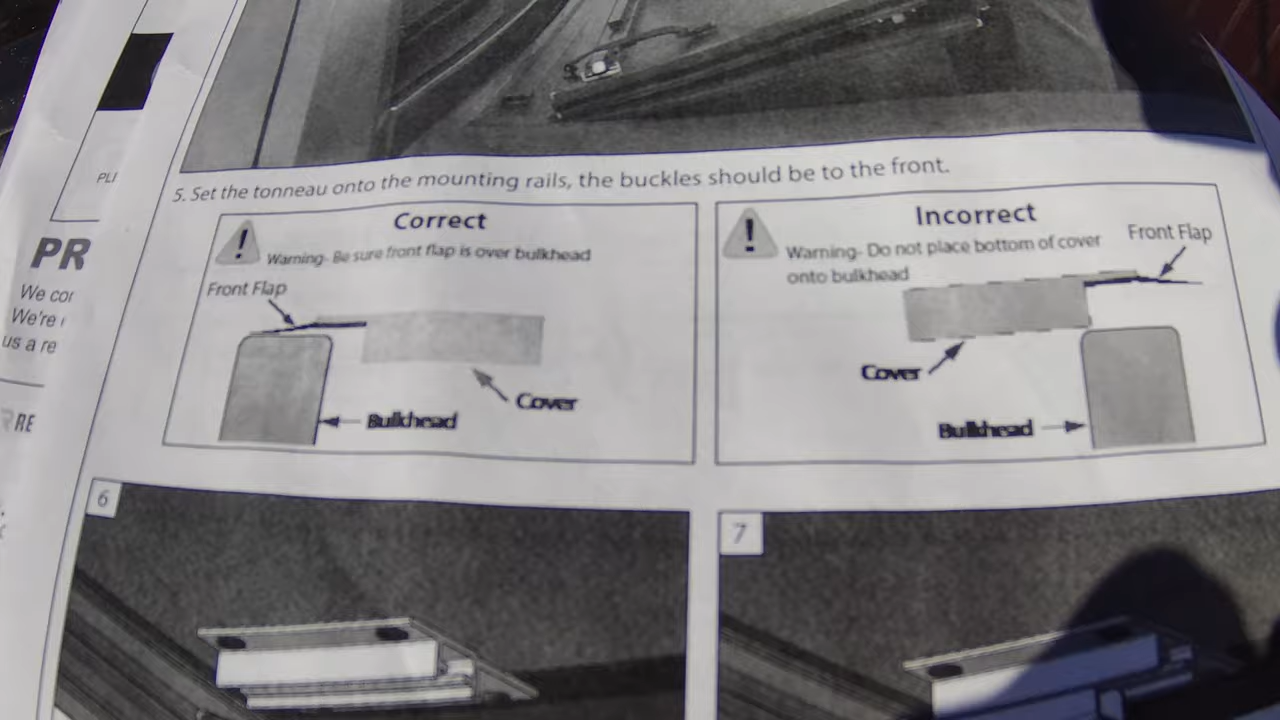 PLI
PR
We cor
We're
us a re
RE
5. Set the tonneau onto the mounting rails, the buckles should be to the front.
!
Correct
Warning- Be sure front flap is over bulkhead
Front Flap
Cover
Bulkhead
!
Incorrect
Warning- Do not place bottom of cover
onto bulkhead
Front Flap
Cover
Bulkhead
6
7